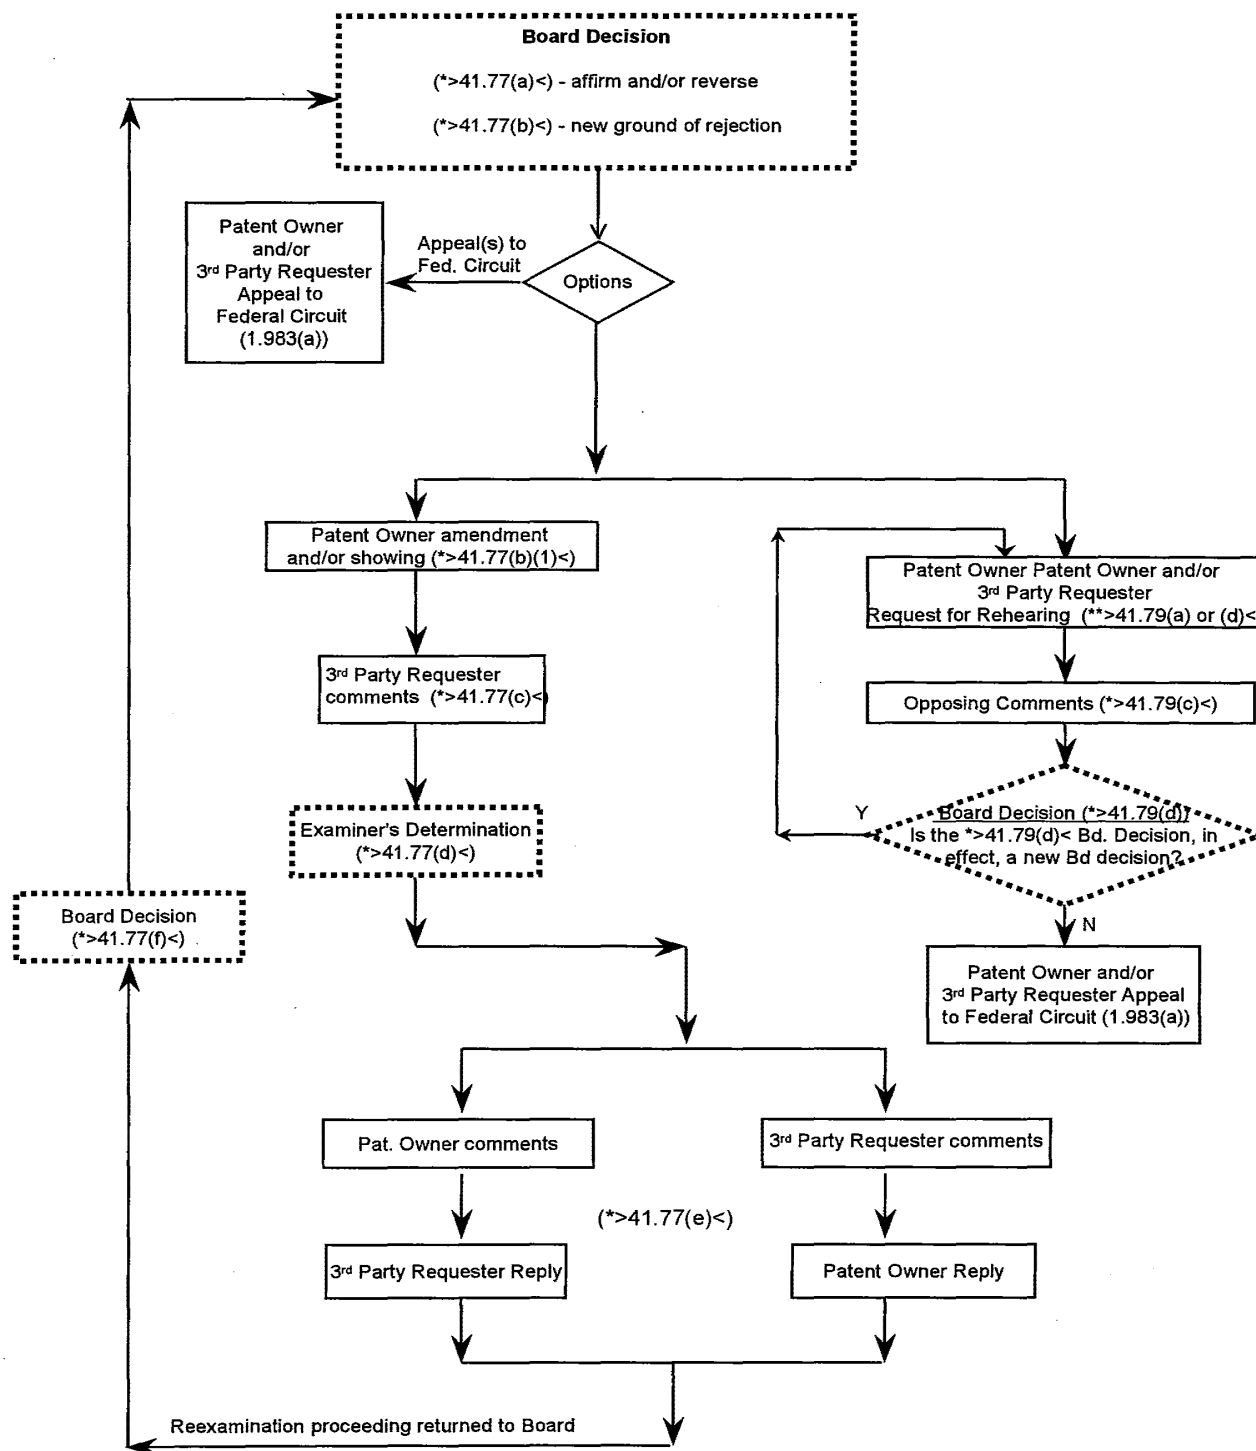 Board Decision
(*>41.77(a)<) - affirm and/or reverse
(*>41.77(b)<) - new ground of rejection
Patent Owner
and/or
3rd Party Requester
Appeal to
Federal Circuit
(1.983(a))
Appeal(s) to
Fed. Circuit
Options
Patent Owner amendment
and/or showing (*>41.77(b)(1)<)
3rd Party Requester
comments (*>41.77(c)<)
Examiner's Determination
(*>41.77(d)<)
Patent Owner Patent Owner and/or
3rd Party Requester
Request for Rehearing (**>41.79(a) or (d)<
Opposing Comments (*>41.79(c)<)
Y
Board Decision (*>41.79(d))
Is the *>41.79(d)< Bd. Decision, in
effect, a new Bd decision?
N
Patent Owner and/or
3rd Party Requester Appeal
to Federal Circuit (1.983(a))
Board Decision
(*>41.77(f)<)
Pat. Owner comments
3rd Party Requester comments
(*>41.77(e)<)
3rd Party Requester Reply
Patent Owner Reply
Reexamination proceeding returned to Board